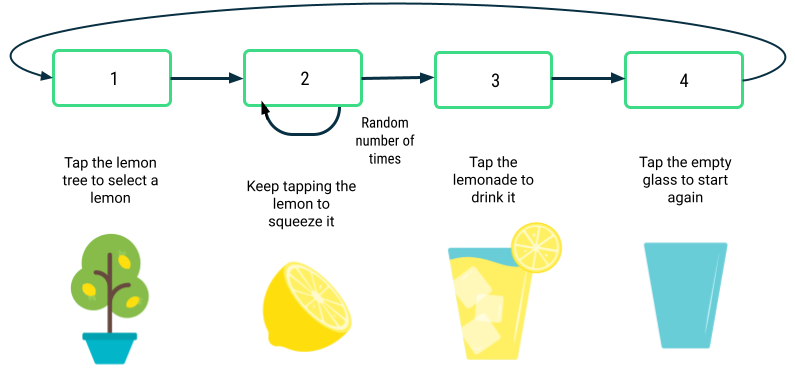 1
2
3
4
Random
number of
times
Tap the lemon
tree to select a
lemon
Keep tapping the
lemon to
squeeze it
Tap the
lemonade to
drink it
Tap the empty
glass to start
again